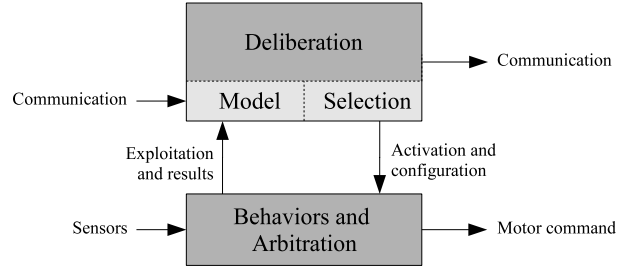 Deliberation
Communication
Communication
Model
Selection
Exploitation
and results
Activation and
configuration
Sensors
Behaviors and
Arbitration
Motor command